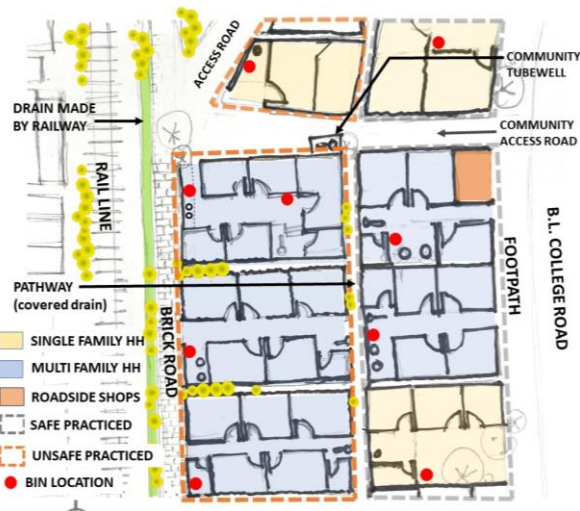 ACCESS ROAD
COMMUNITY
TUBEWELL
DRAIN MADE
BY RAILWAY
COMMUNITY
ACCESS ROAD
RAIL LINE
B.L. COLLEGE ROAD
FOOTPATH
PATHWAY
(covered drain)
BRICK ROAD
SINGLE FAMILY HH
MULTI FAMILY HH
ROADSIDE SHOPS
SAFE PRACTICED
UNSAFE PRACTICED
BIN LOCATION